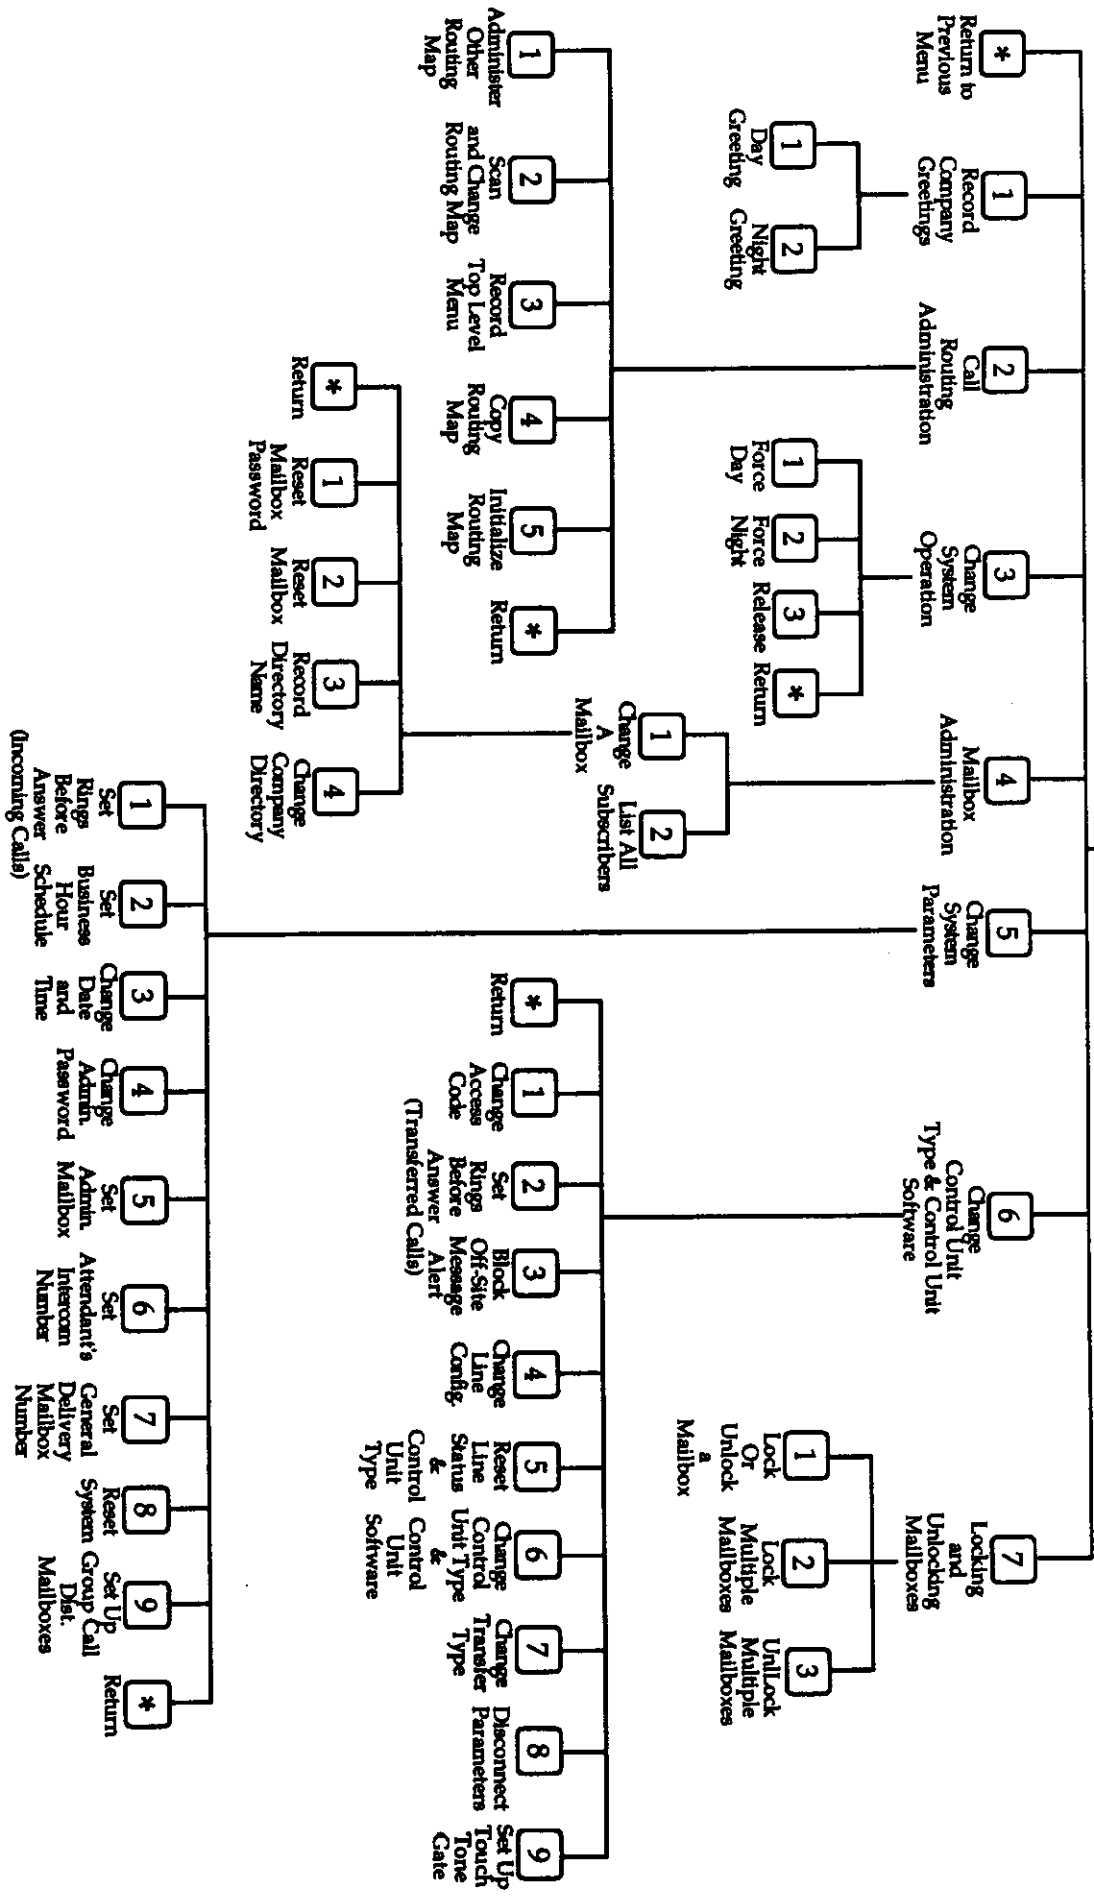 *
Return to
Previous
Menu
1
Record
Company
Greetings
2
Call
Routing
Administration
3
Change
System
Operation
4
Mailbox
Administration
5
Change
System
Parameters
6
Change
Control Unit
Type & Control Unit
Software
7
Locking
and
Unlocking
Mailboxes
1
Day
Greeting
2
Night
Greeting
1
Force
Day
2
Force
Night
3
Release
*
Return
1
Change
A
Mailbox
2
List All
Subscribers
1
Lock
Or
Unlock
a
Mailbox
2
Lock
Multiple
Mailboxes
3
UnlLock
Multiple
Mailboxes
1
Administer
Other
Routing
Map
2
Scan
and Change
Routing Map
3
Record
Top Level
Menu
4
Copy
Routing
Map
5
Initialize
Routing
Map
*
Return
*
Return
1
Change
Access
Code
2
Set
Rings
Before
Answer
(Transferred Calls)
3
Block
Off-Site
Message
Alert
4
Change
Line
Config.
5
Reset
Line
Status
&
Control
Unit
Type
6
Change
Control
Unit Type
&
Control
Unit
Software
7
Change
Transfer
Type
8
Disconnect
Parameters
9
Set Up
Touch
Tone
Gate
*
Return
1
Reset
Mailbox
Password
2
Reset
Mailbox
3
Record
Directory
Name
4
Change
Company
Directory
1
Set
Rings
Before
Answer
(Incoming Calls)
2
Set
Business
Hour
Schedule
3
Change
Date
and
Time
4
Change
Admin.
Password
5
Set
Admin.
Mailbox
6
Set
Attendant's
Intercom
Number
7
Set
General
Delivery
Mailbox
Number
8
Reset
System
9
Set Up
Group Call
Dist.
Mailboxes
*
Return